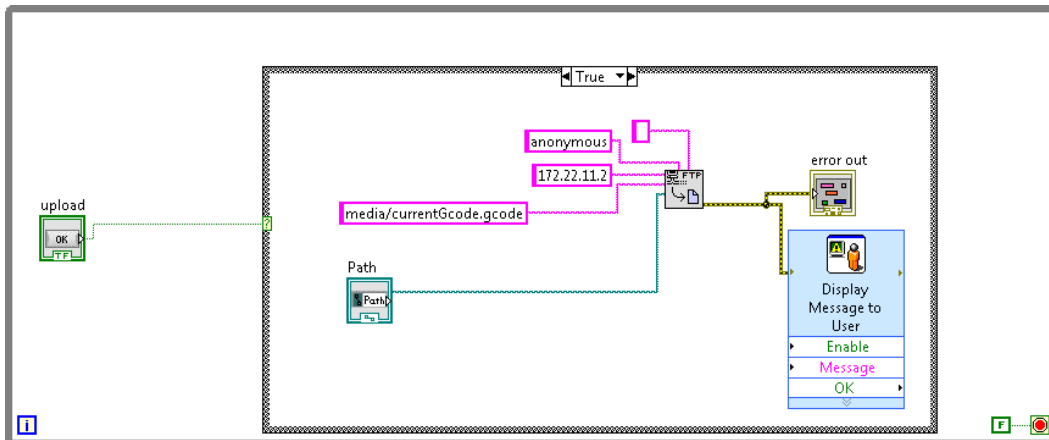 True
anonymous
FTP
error out
172.22.11.2
upload
OK
TF
?
media/currentGcode.gcode
Path
Path
Display
Message to
User
Enable
Message
OK
i
F